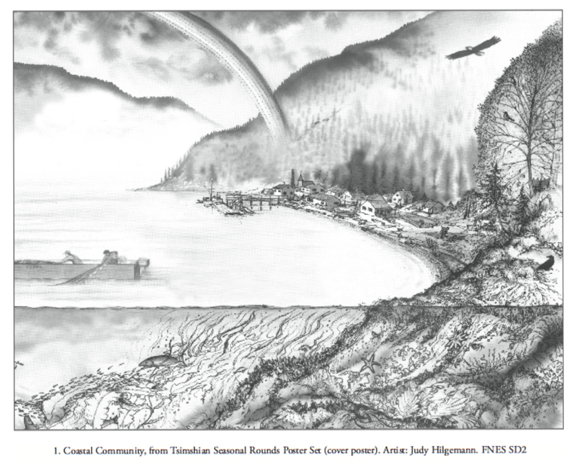 1. Coastal Community, from Tsimshian Seasonal Rounds Poster Set (cover poster). Artist: Judy Hilgemann. FNES SD2